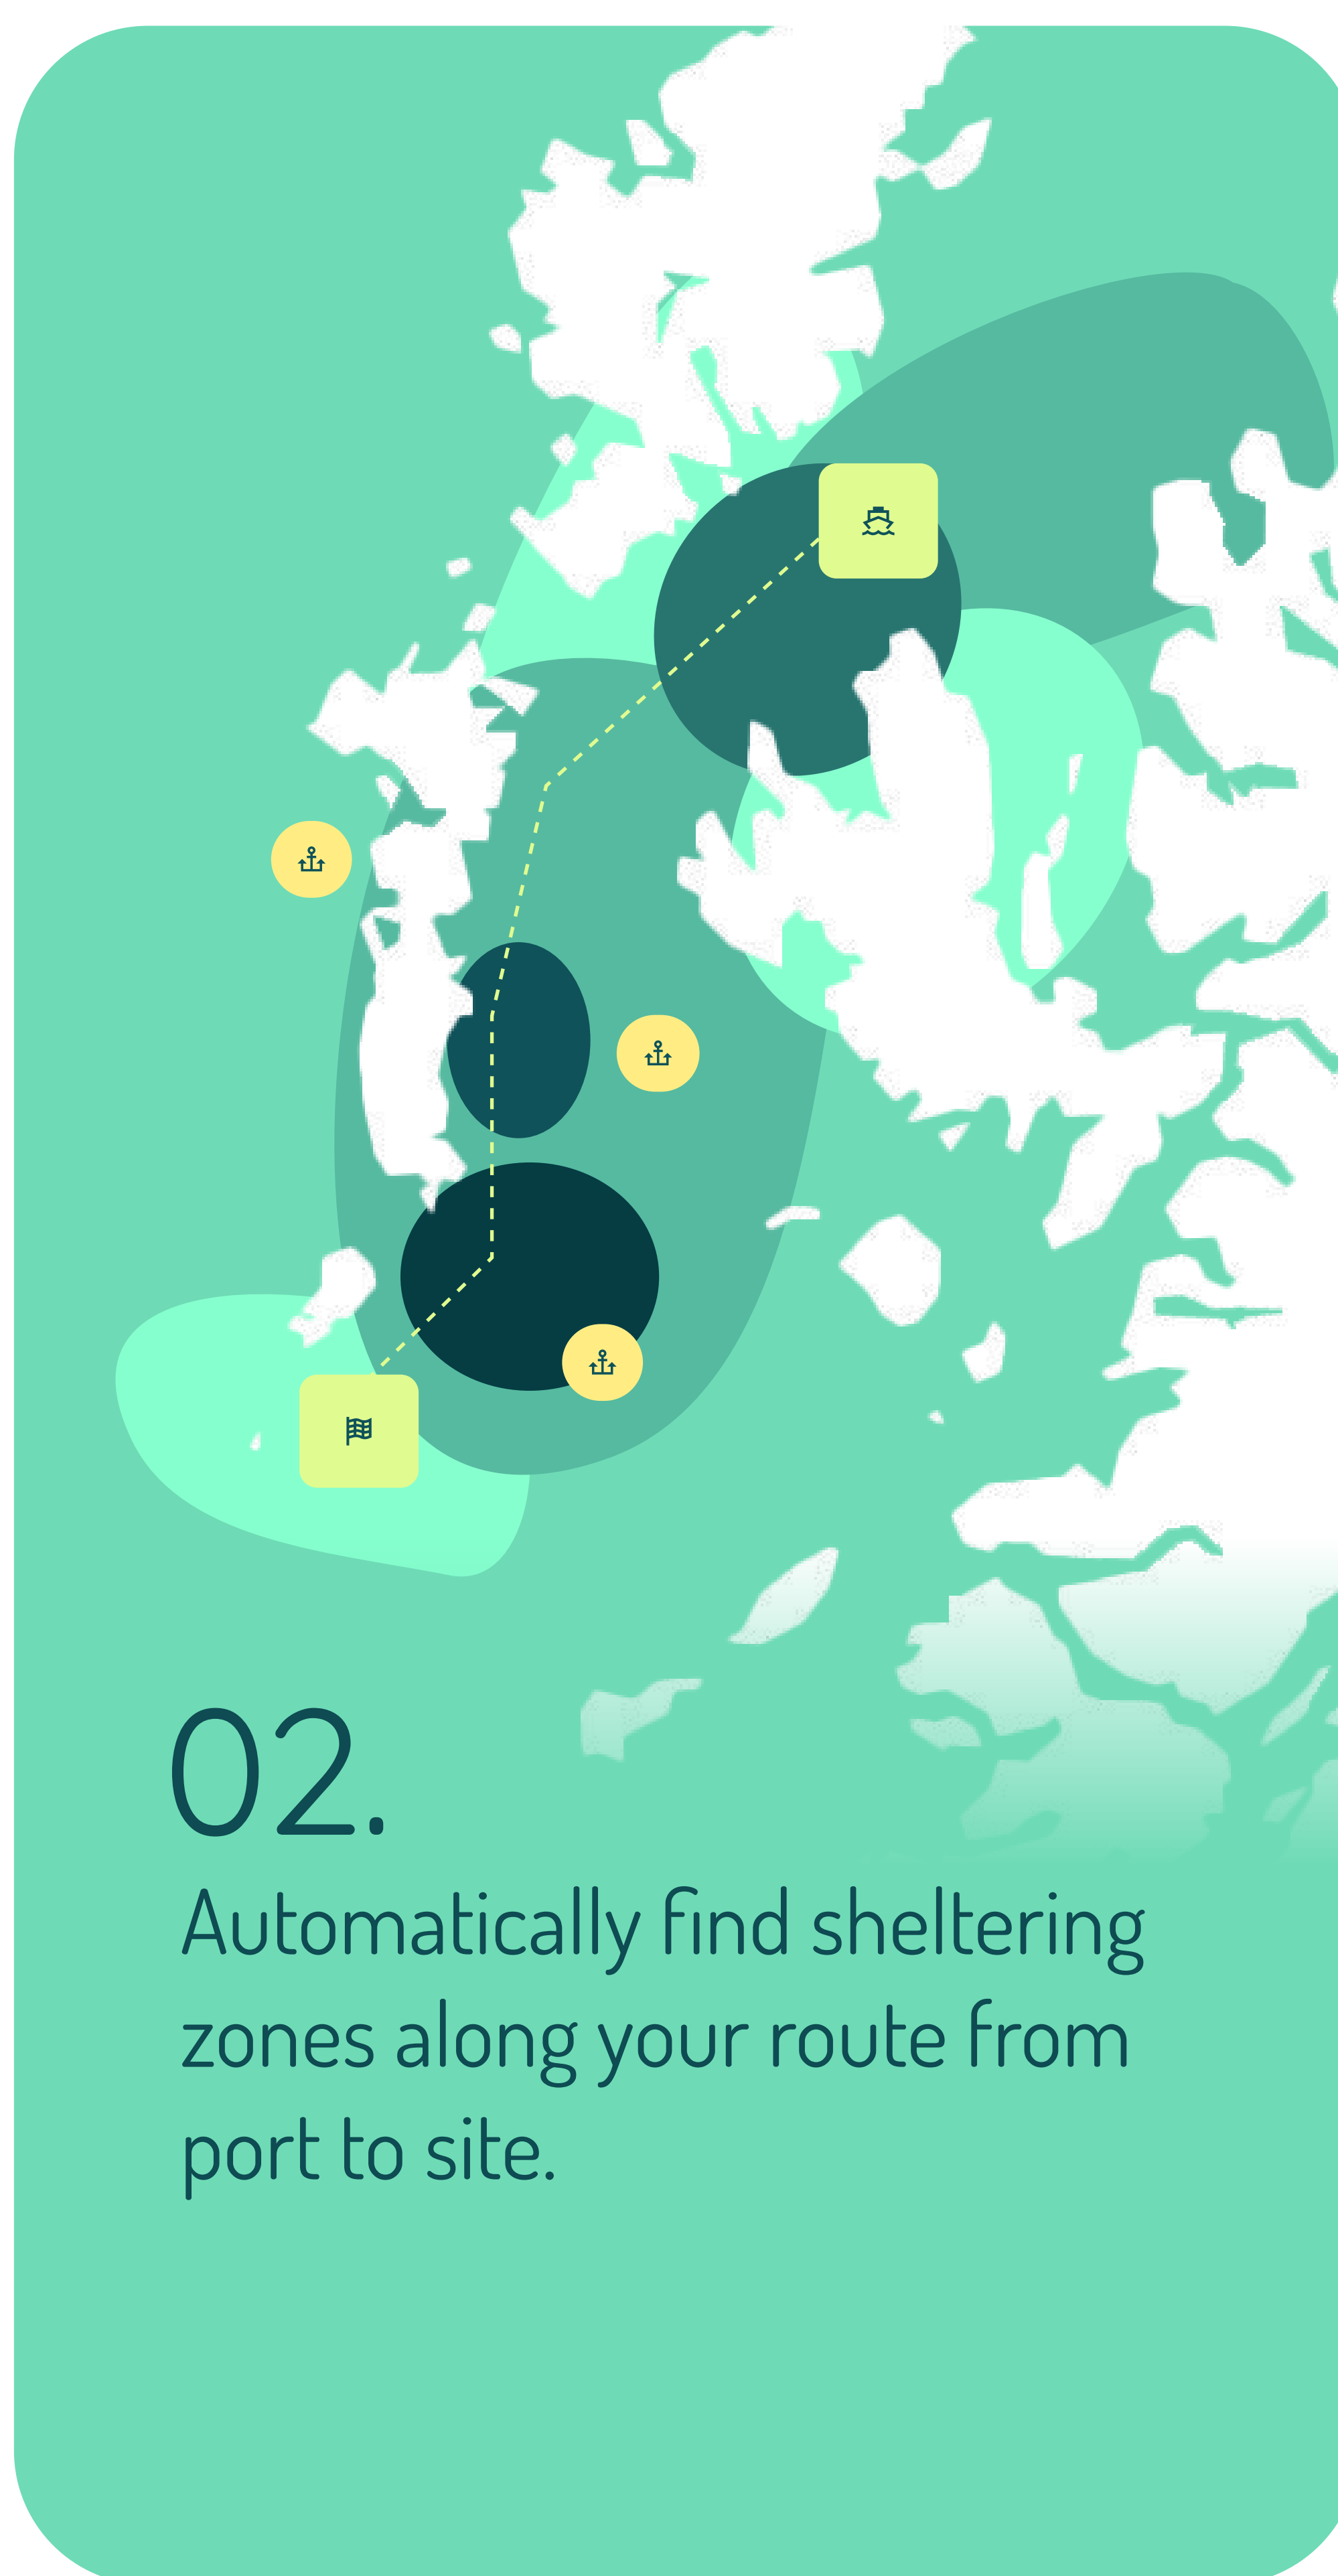 02.
Automatically find sheltering
zones along your route from
port to site.